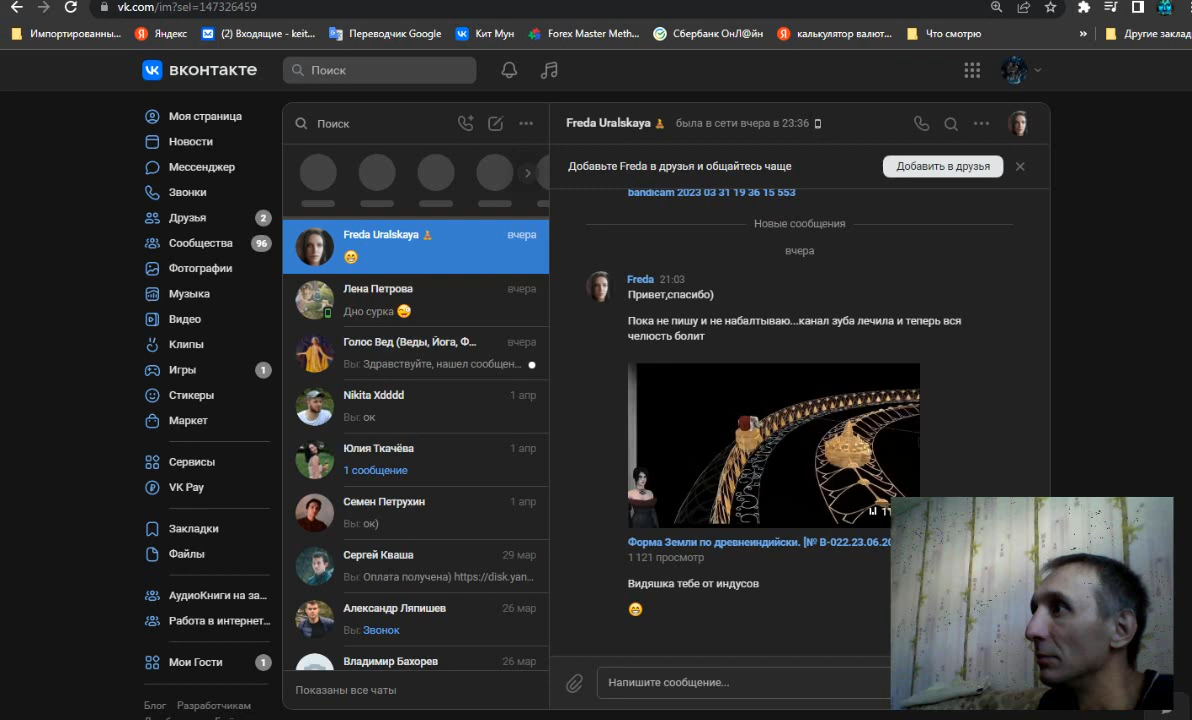 vk.com/im?sel=147326459
Импортированны...
Яндекс
(2) Входящие - keit...
Переводчик Google
Кит Мун
Forex Master Meth...
Сбербанк ОнЛ@йн
калькулятор валют...
Что смотрю
»
Другие заклад
ВКОНТАКТЕ
Поиск
Моя страница
Новости
Мессенджер
Звонки
Друзья 2
Сообщества 96
Фотографии
Музыка
Видео
Клипы
Игры 1
Стикеры
Маркет
Сервисы
VK Pay
Закладки
Файлы
АудиоКниги на за...
Работа в интернет...
Мои Гости 1
Блог Разработчикам
Поиск
Freda Uralskaya вчера
😁
Лена Петрова вчера
Дно сурка 😜
Голос Вед (Веды, Йога, Ф... вчера
Вы: Здравствуйте, нашел сообщен...
Nikita Xdddd 1 апр
Вы: ок
Юлия Ткачёва 1 апр
1 сообщение
Семен Петрухин 1 апр
Вы: ок)
Сергей Кваша 29 мар
Вы: Оплата получена) https://disk.yan...
Александр Ляпишев 26 мар
Вы: Звонок
Владимир Бахорев 26 мар
Показаны все чаты
Freda Uralskaya была в сети вчера в 23:36
Добавьте Freda в друзья и общайтесь чаще
Добавить в друзья
bandicam 2023 03 31 19 36 15 553
Новые сообщения
вчера
Freda 21:03
Привет,спасибо)
Пока не пишу и не набалтываю...канал зуба лечила и теперь вся
челюсть болит
Форма Земли по древнеиндийски. [№ В-022.23.06.20
1 121 просмотр
Видяшка тебе от индусов
😁
Напишите сообщение...